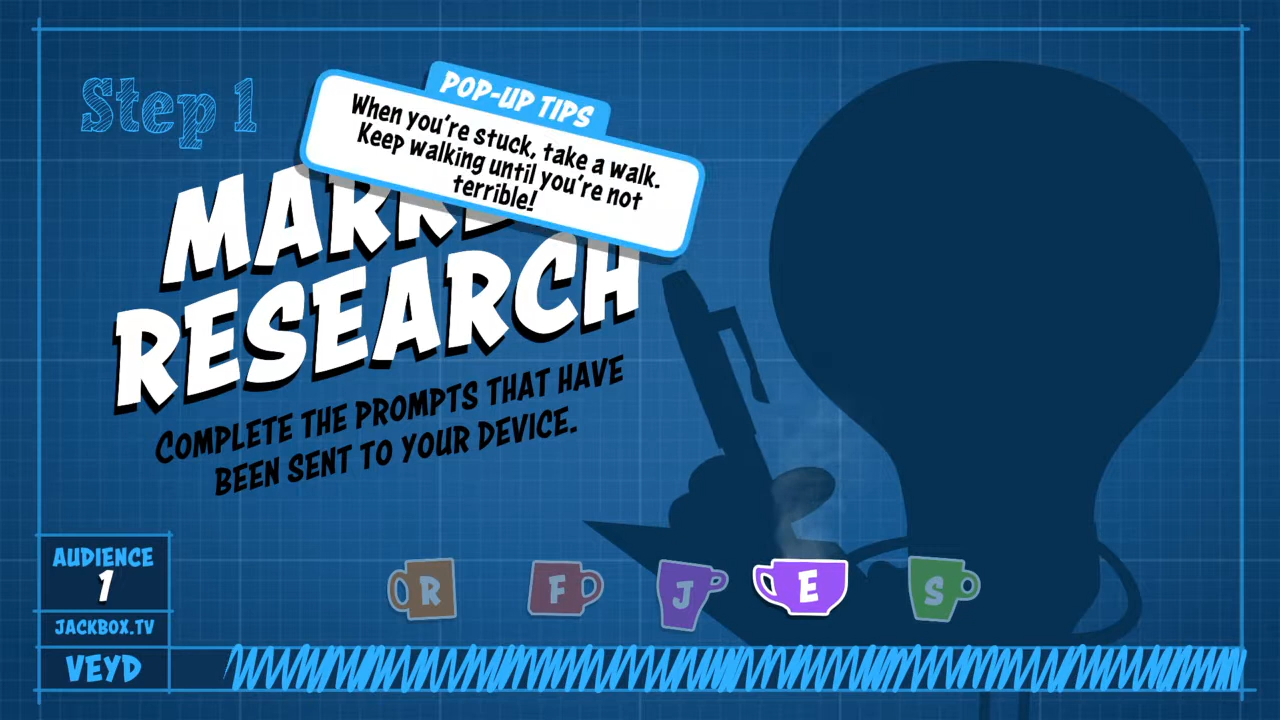 Step 1
POP-UP TIPS
When you're stuck, take a walk.
Keep walking until you're not
terrible!
RESEARCH
COMPLETE THE PROMPTS THAT HAVE
BEEN SENT TO YOUR DEVICE.
AUDIENCE
1
JACKBOX.TV
VEYD
R F J E S